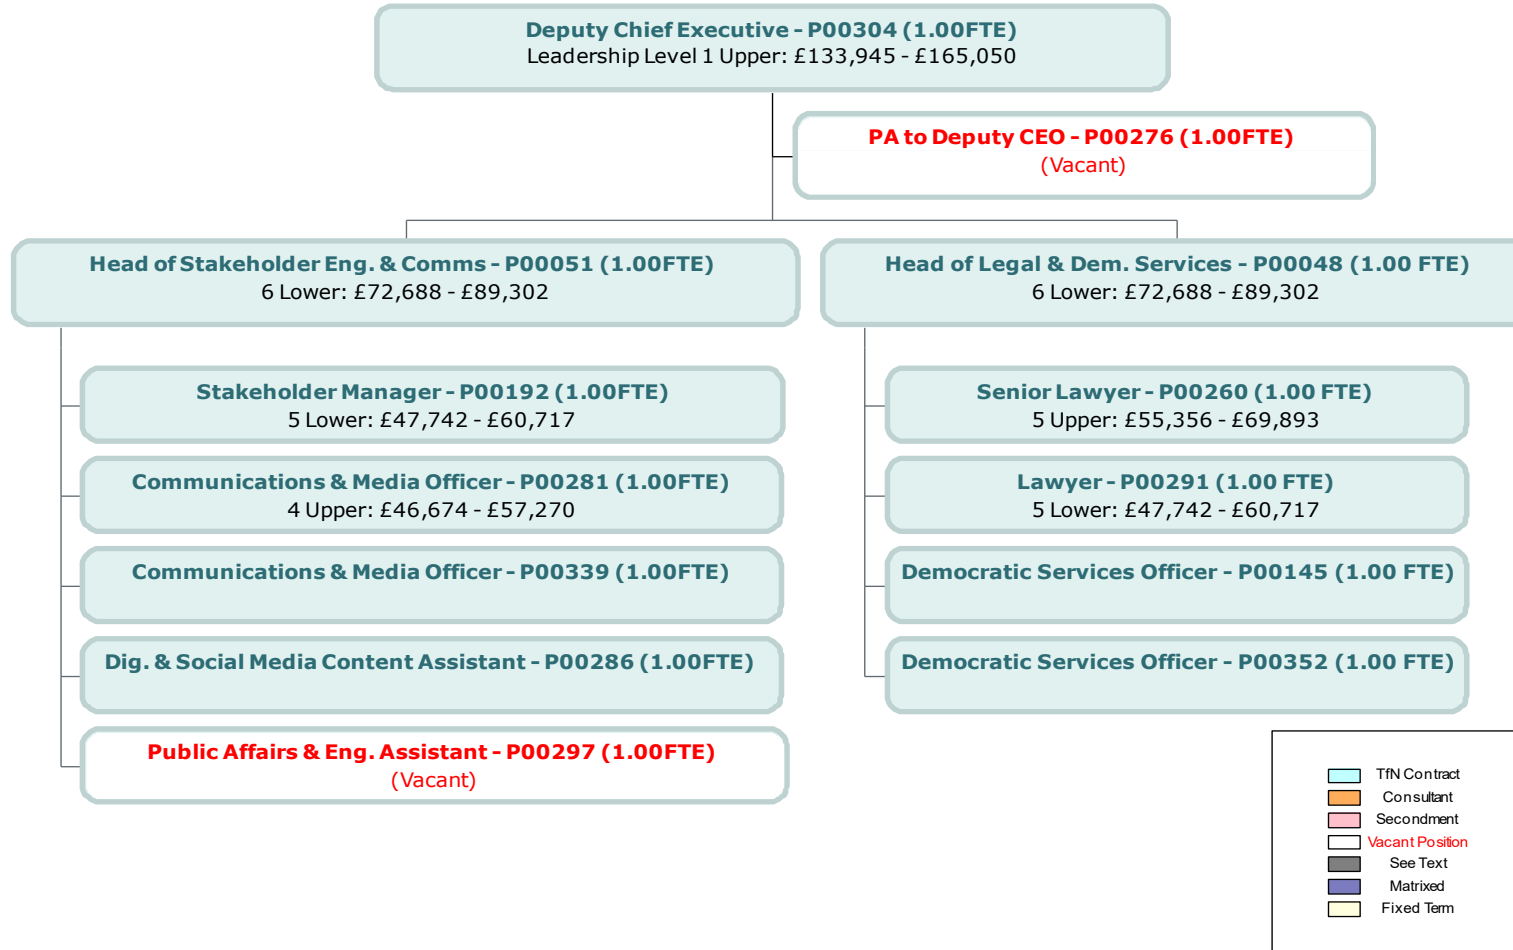 Deputy Chief Executive - P00304 (1.00FTE)
Leadership Level 1 Upper: £133,945 - £165,050
PA to Deputy CEO - P00276 (1.00FTE)
(Vacant)
Head of Stakeholder Eng. & Comms - P00051 (1.00FTE)
6 Lower: £72,688 - £89,302
Head of Legal & Dem. Services - P00048 (1.00 FTE)
6 Lower: £72,688 - £89,302
Stakeholder Manager - P00192 (1.00FTE)
5 Lower: £47,742 - £60,717
Communications & Media Officer - P00281 (1.00FTE)
4 Upper: £46,674 - £57,270
Communications & Media Officer - P00339 (1.00FTE)
Dig. & Social Media Content Assistant - P00286 (1.00FTE)
Public Affairs & Eng. Assistant - P00297 (1.00FTE)
(Vacant)
Senior Lawyer - P00260 (1.00 FTE)
5 Upper: £55,356 - £69,893
Lawyer - P00291 (1.00 FTE)
5 Lower: £47,742 - £60,717
Democratic Services Officer - P00145 (1.00 FTE)
Democratic Services Officer - P00352 (1.00 FTE)
TfN Contract
Consultant
Secondment
Vacant Position
See Text
Matrixed
Fixed Term